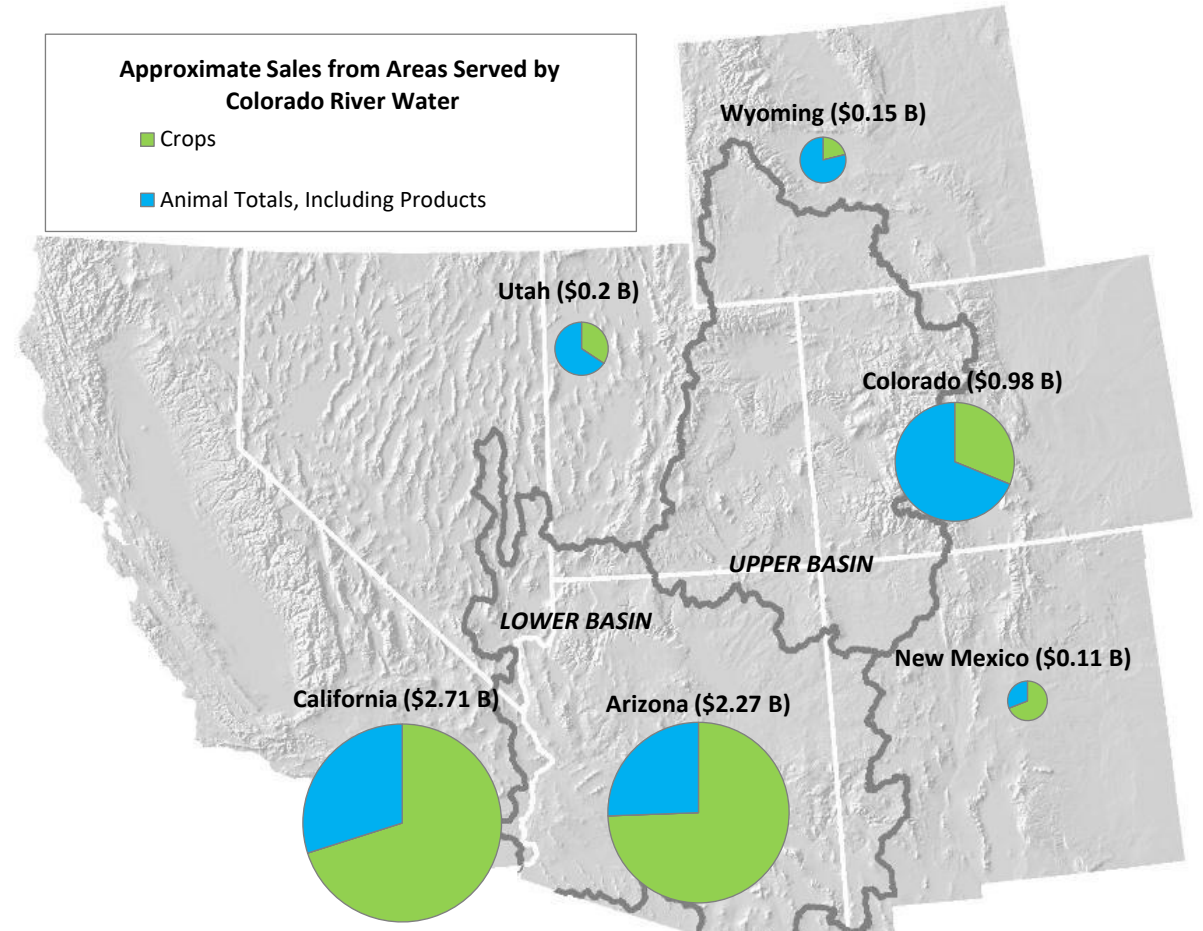 Approximate Sales from Areas Served by
Colorado River Water
Crops
Animal Totals, Including Products
Wyoming ($0.15 B)
Utah ($0.2 B)
Colorado ($0.98 B)
UPPER BASIN
LOWER BASIN
New Mexico ($0.11 B)
California ($2.71 B)
Arizona ($2.27 B)